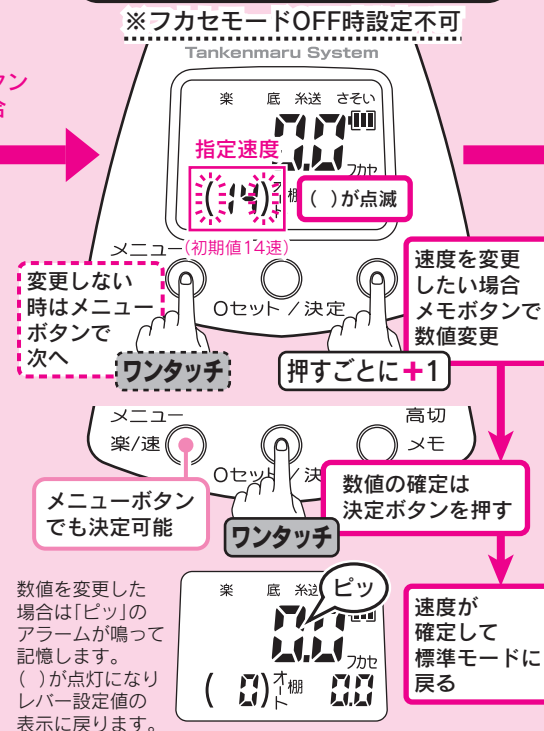 ※フカセモードOFF時設定不可
Tankenmaru System
楽 底 糸送 さそい
0.0
フカセ
指定速度
(14)
棚
( )が点滅
メニュー
(初期値14速)
変更しない
時はメニュー
ボタンで
次へ
0セット / 決定
速度を変更
したい場合
メモボタンで
数値変更
ワンタッチ
押すごとに+1
メニュー
高切
楽/速
メモ
0セット / 決
メニューボタン
でも決定可能
ワンタッチ
数値の確定は
決定ボタンを押す
数値を変更した
場合は「ピッ」の
アラームが鳴って
記憶します。
( )が点灯になり
レバー設定値の
表示に戻ります。
楽 底 糸送
ピッ
0.0
フカセ
( 0)オート棚 0.0
速度が
確定して
標準モードに
戻る